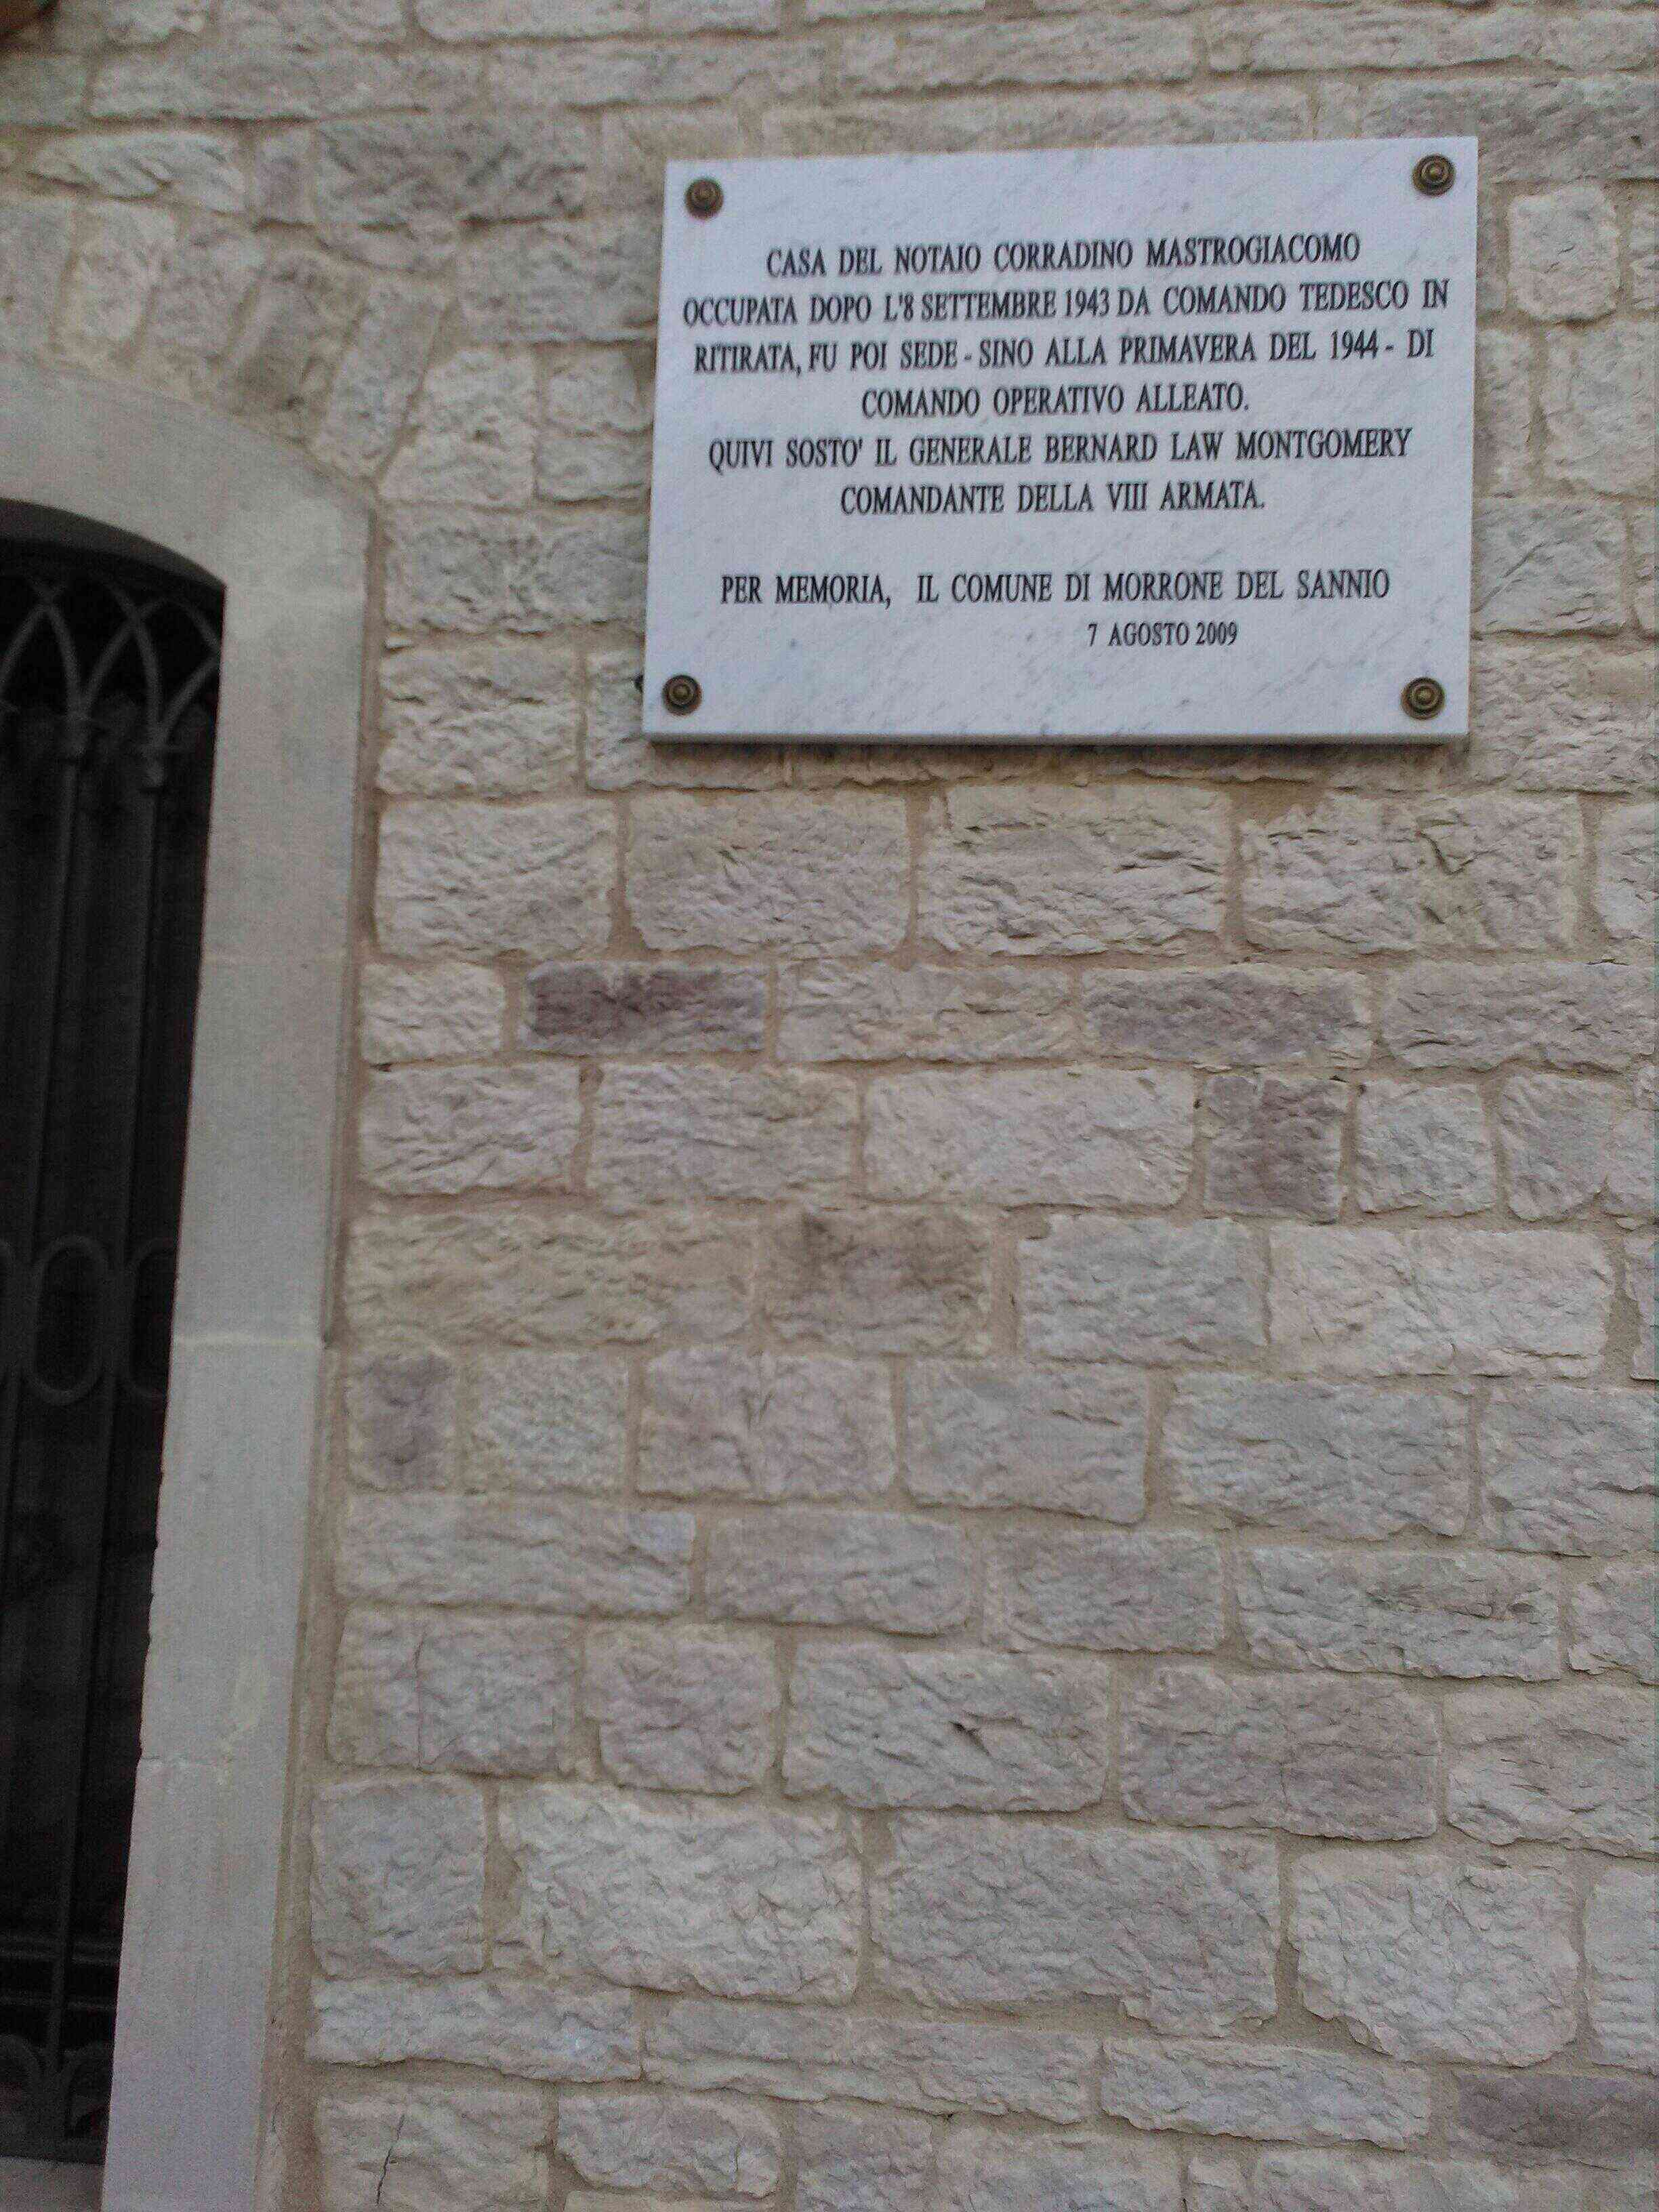 CASA DEL NOTAIO CORRADINO MASTROGIACOMO
OCCUPATA DOPO L'8 SETTEMBRE 1943 DA COMANDO TEDESCO IN
RITIRATA, FU POI SEDE - SINO ALLA PRIMAVERA DEL 1944 - DI
COMANDO OPERATIVO ALLEATO.
QUIVI SOSTO' IL GENERALE BERNARD LAW MONTGOMERY
COMANDANTE DELLA VIII ARMATA.
PER MEMORIA, IL COMUNE DI MORRONE DEL SANNIO
7 AGOSTO 2009